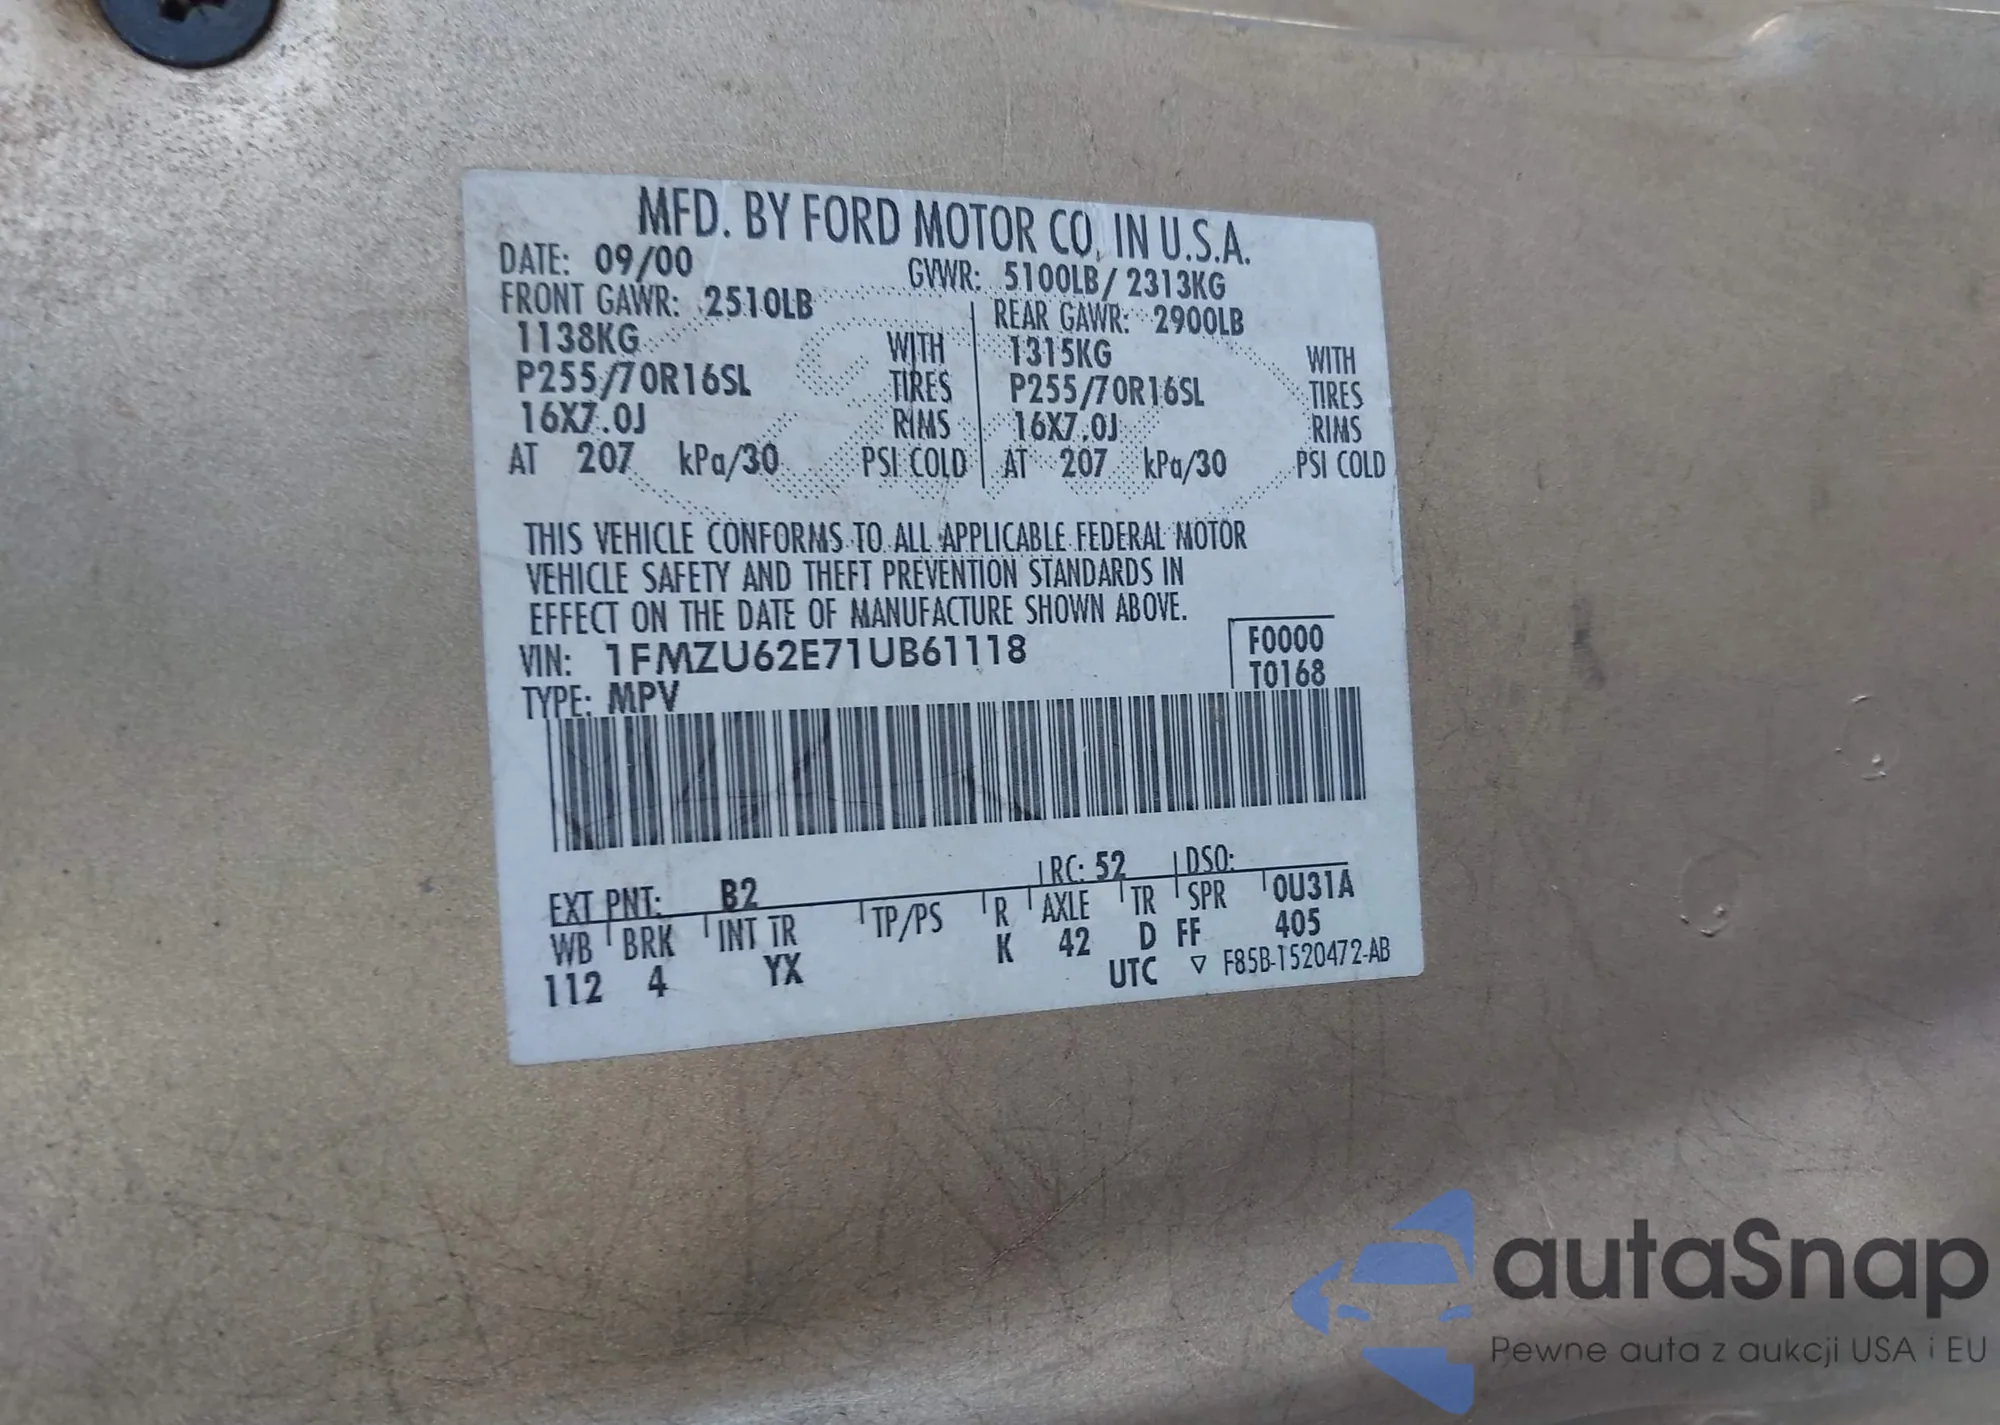 MFD. BY FORD MOTOR CO. IN U.S.A.
DATE: 09/00 GVWR: 5100LB/ 2313KG
FRONT GAWR: 2510LB REAR GAWR: 2900LB
1138KG WITH 1315KG WITH
P255/70R16SL TIRES P255/70R16SL TIRES
16X7.0J RIMS 16X7.0J RIMS
AT 207 kPa/30 PSI COLD AT 207 kPa/30 PSI COLD
THIS VEHICLE CONFORMS TO ALL APPLICABLE FEDERAL MOTOR
VEHICLE SAFETY AND THEFT PREVENTION STANDARDS IN
EFFECT ON THE DATE OF MANUFACTURE SHOWN ABOVE.
VIN: 1FMZU62E71UB61118 F0000
TYPE: MPV T0168
EXT PNT: B2 RC: 52 DSO:
WB BRK INT TR TP/PS R AXLE TR SPR 0U31A
112 4 YX K 42 D FF 405
UTC ▽ F85B-1520472-AB
autaSnap
Pewne auta z aukcji USA i EU